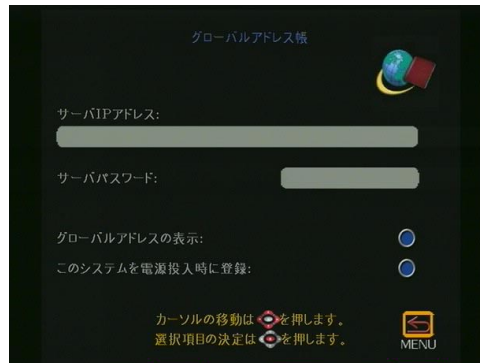 グローバルアドレス帳
サーバIPアドレス:
サーバパスワード:
グローバルアドレスの表示:
このシステムを電源投入時に登録:
カーソルの移動は を押します。
選択項目の決定は を押します。
MENU